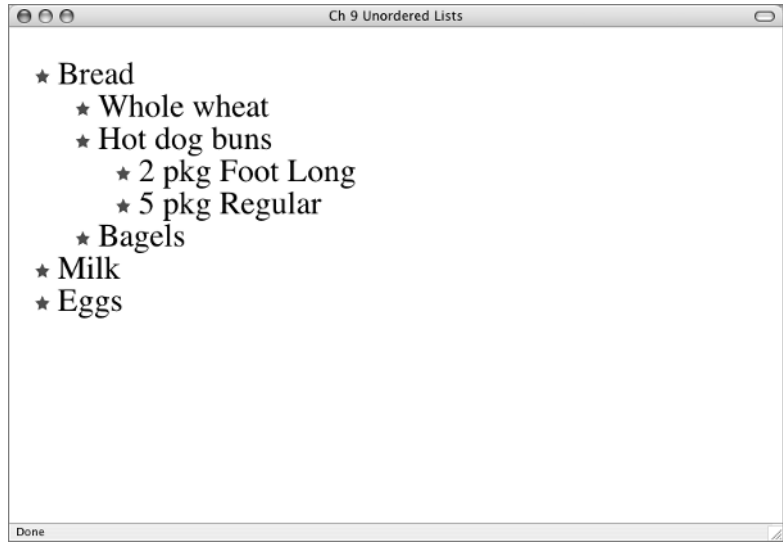 Ch 9 Unordered Lists
Bread
Whole wheat
Hot dog buns
2 pkg Foot Long
5 pkg Regular
Bagels
Milk
Eggs
Done